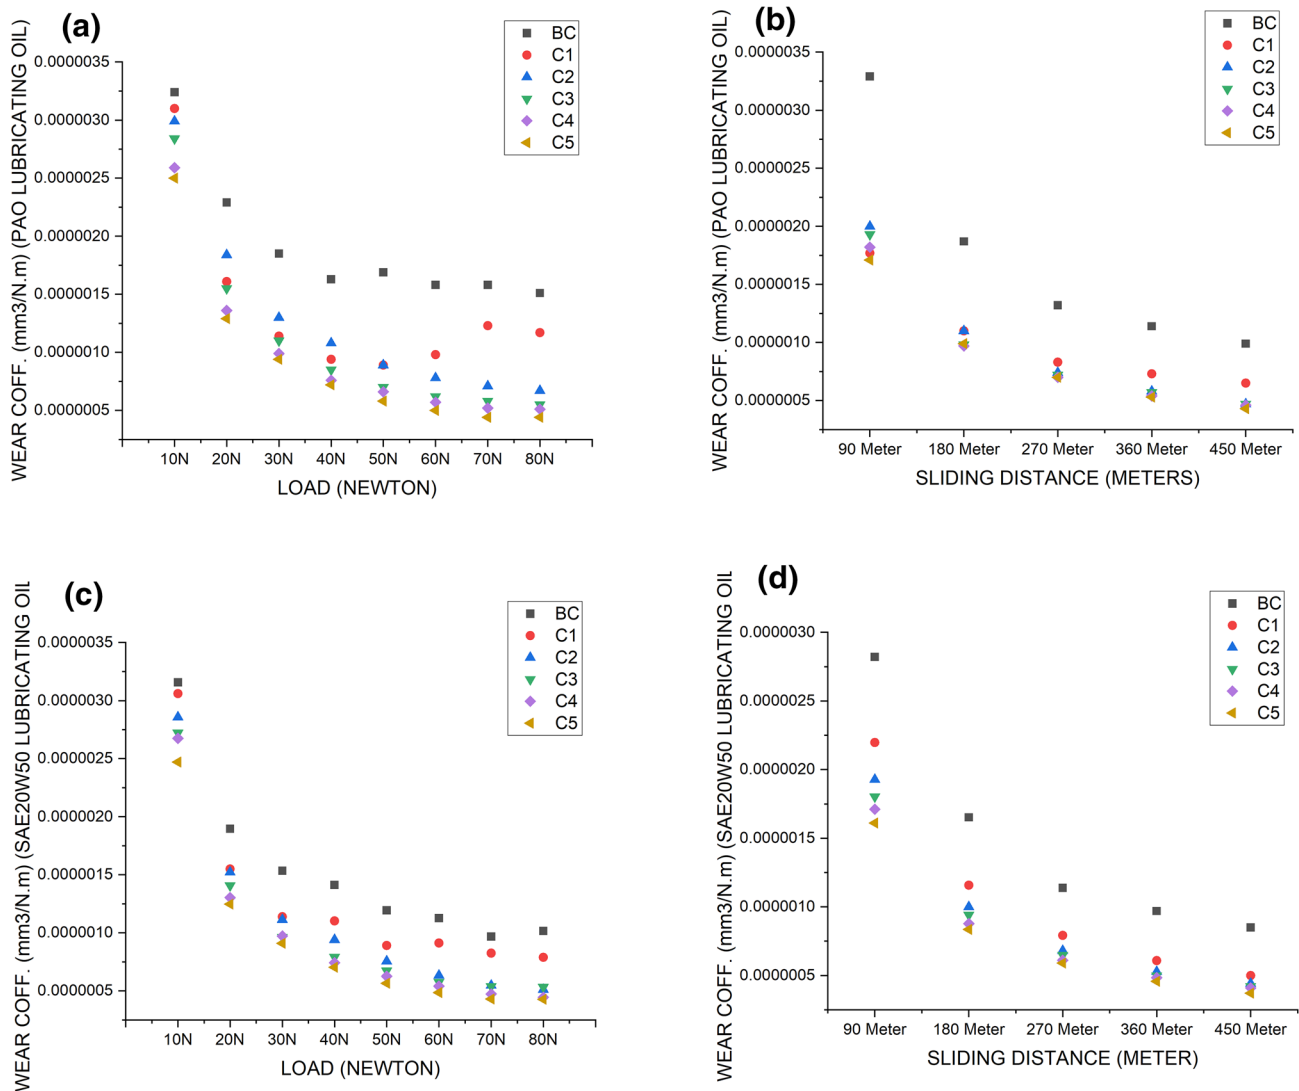 (a)
BC
C1
C2
C3
C4
C5
WEAR COFF. (mm3/N.m) (PAO LUBRICATING OIL)
0.0000035
0.0000030
0.0000025
0.0000020
0.0000015
0.0000010
0.0000005
10N 20N 30N 40N 50N 60N 70N 80N
LOAD (NEWTON)
(b)
BC
C1
C2
C3
C4
C5
WEAR COFF. (mm3/N.m) (PAO LUBRICATING OIL)
0.0000035
0.0000030
0.0000025
0.0000020
0.0000015
0.0000010
0.0000005
90 Meter 180 Meter 270 Meter 360 Meter 450 Meter
SLIDING DISTANCE (METERS)
(c)
BC
C1
C2
C3
C4
C5
WEAR COFF. (mm3/N.m) (SAE20W50 LUBRICATING OIL
0.0000035
0.0000030
0.0000025
0.0000020
0.0000015
0.0000010
0.0000005
10N 20N 30N 40N 50N 60N 70N 80N
LOAD (NEWTON)
(d)
BC
C1
C2
C3
C4
C5
WEAR COFF. (mm3/N.m) (SAE20W50 LUBRICATING OIL
0.0000030
0.0000025
0.0000020
0.0000015
0.0000010
0.0000005
90 Meter 180 Meter 270 Meter 360 Meter 450 Meter
SLIDING DISTANCE (METER)